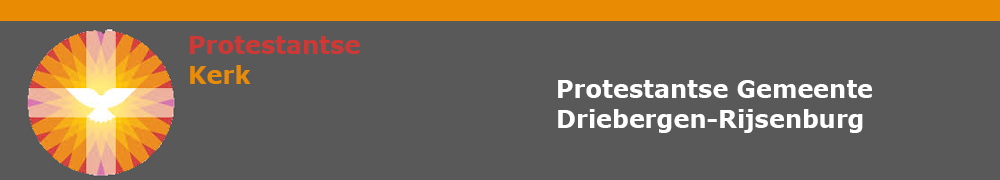 Protestantse
Kerk
Protestantse Gemeente
Driebergen-Rijsenburg